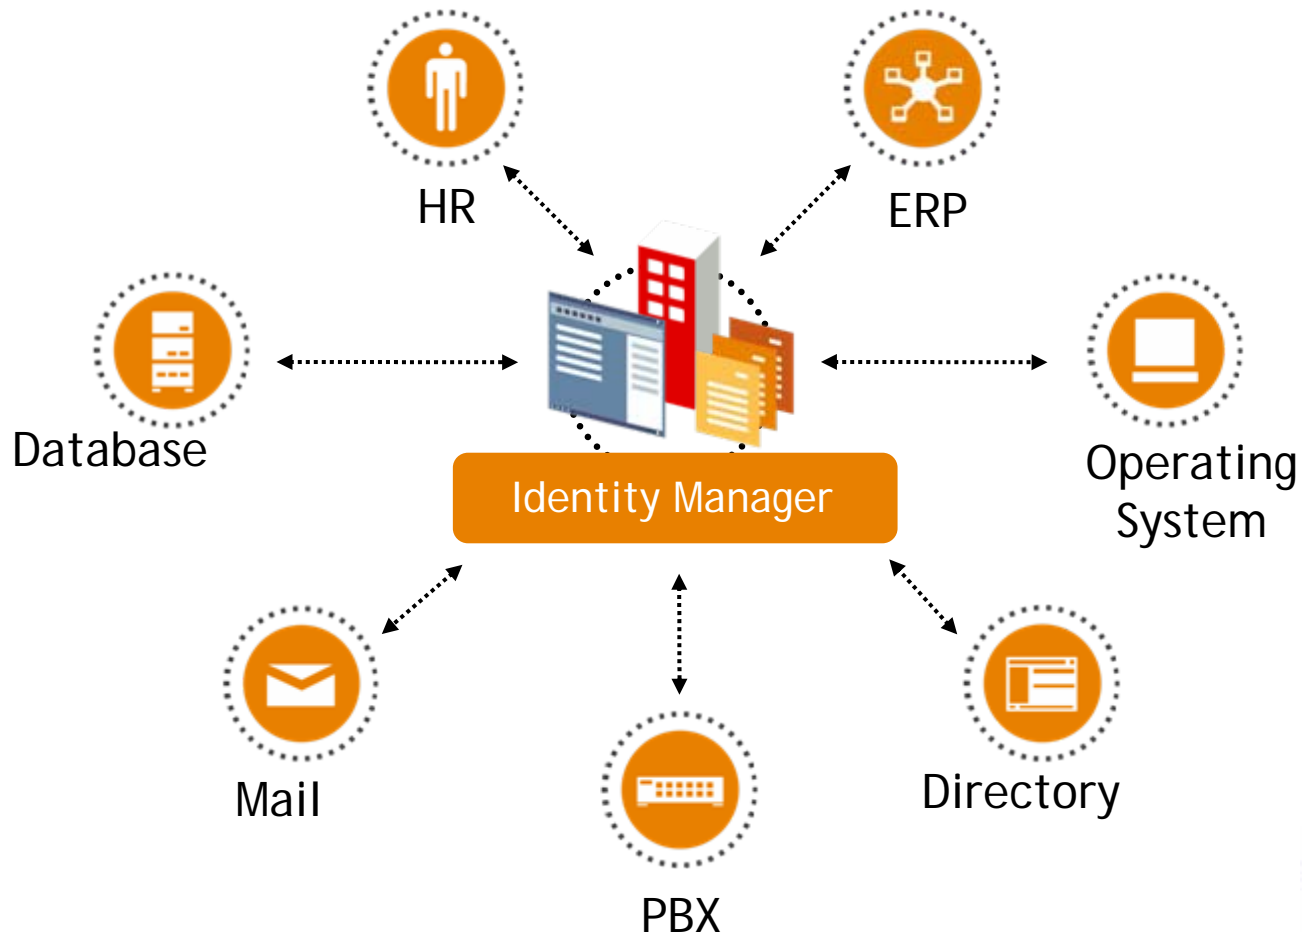 HR
ERP
Database
Operating
System
Identity Manager
Mail
Directory
PBX